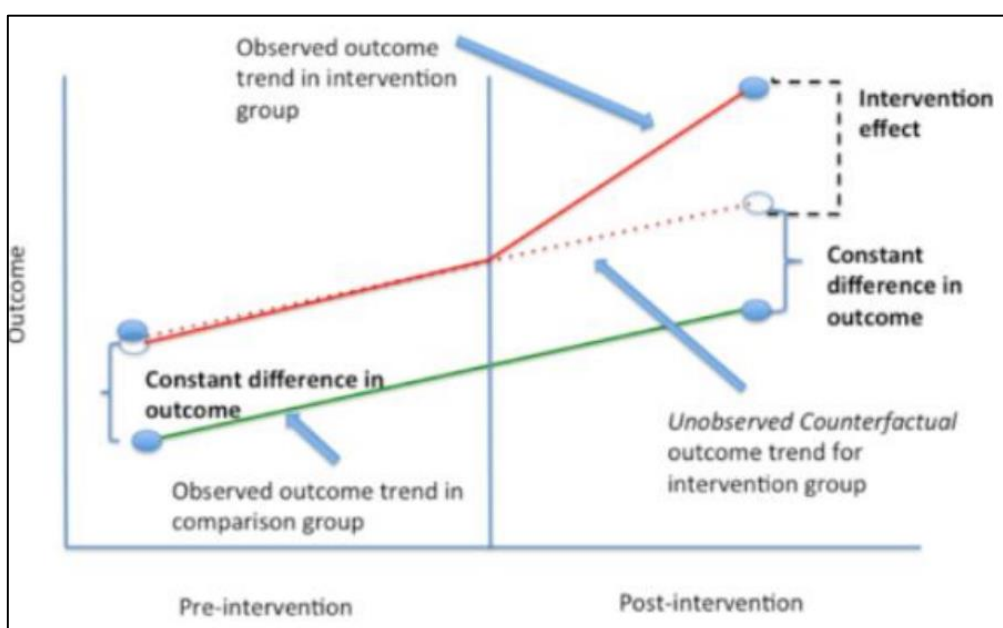 Observed outcome
trend in intervention
group
Intervention
effect
Outcome
Constant
difference in
outcome
Constant difference in
outcome
Unobserved Counterfactual
outcome trend for
intervention group
Observed outcome trend in
comparison group
Pre-intervention
Post-intervention